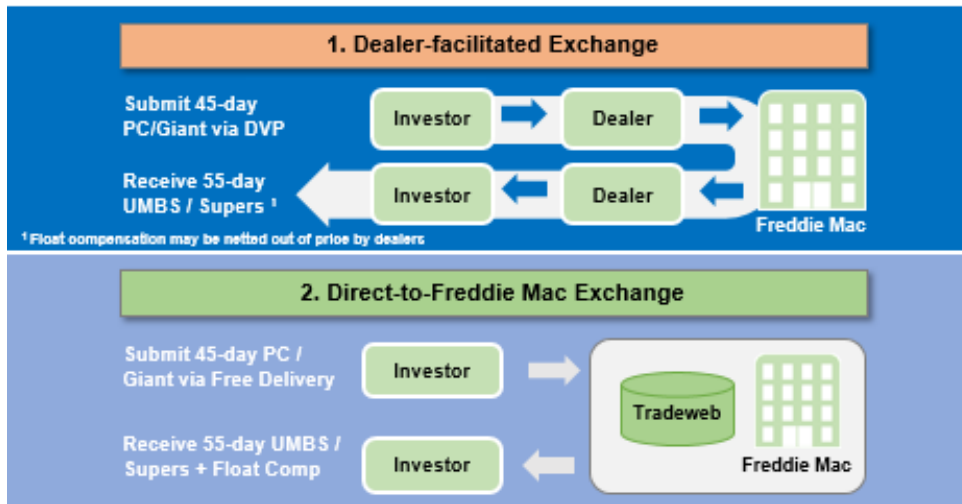 1. Dealer-facilitated Exchange
Submit 45-day
PC/Giant via DVP
Investor
Dealer
Receive 55-day
UMBS / Supers ¹
Investor
Dealer
Freddie Mac
¹ Float compensation may be netted out of price by dealers
2. Direct-to-Freddie Mac Exchange
Submit 45-day PC /
Giant via Free Delivery
Investor
Tradeweb
Receive 55-day UMBS /
Supers + Float Comp
Investor
Freddie Mac